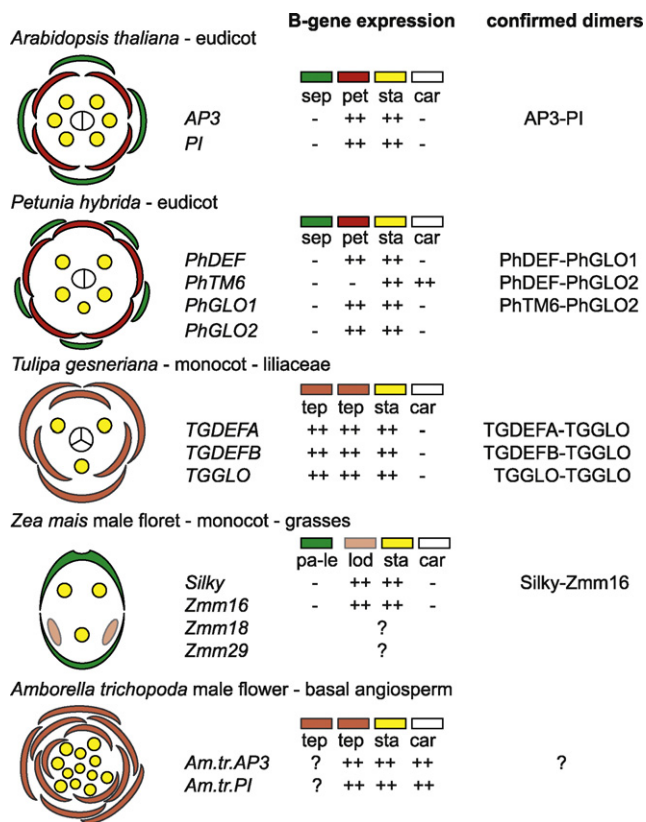 B-gene expression confirmed dimers
Arabidopsis thaliana - eudicot
sep pet sta car
AP3 - ++ ++ - AP3-PI
PI - ++ ++ -
Petunia hybrida - eudicot
sep pet sta car
PhDEF - ++ ++ - PhDEF-PhGLO1
PhTM6 - - ++ ++ PhDEF-PhGLO2
PhGLO1 - ++ ++ - PhTM6-PhGLO2
PhGLO2 - ++ ++ -
Tulipa gesneriana - monocot - liliaceae
tep tep sta car
TGDEFA ++ ++ ++ - TGDEFA-TGGLO
TGDEFB ++ ++ ++ - TGDEFB-TGGLO
TGGLO ++ ++ ++ - TGGLO-TGGLO
Zea mais male floret - monocot - grasses
pa-le lod sta car
Silky - ++ ++ - Silky-Zmm16
Zmm16 - ++ ++ -
Zmm18 ?
Zmm29 ?
Amborella trichopoda male flower - basal angiosperm
tep tep sta car
Am.tr.AP3 ? ++ ++ ++ ?
Am.tr.PI ? ++ ++ ++